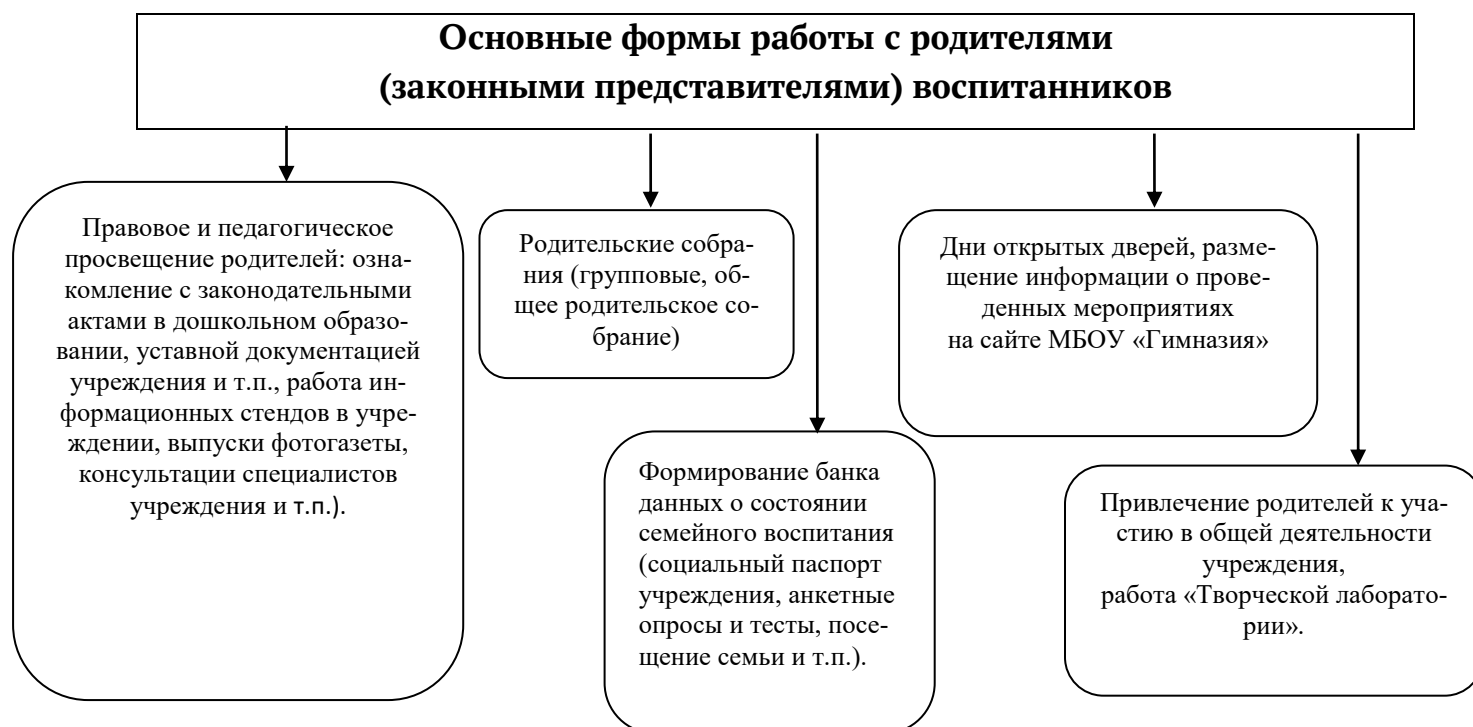 Основные формы работы с родителями
(законными представителями) воспитанников
Правовое и педагогическое
просвещение родителей: озна-
комление с законодательными
актами в дошкольном образо-
вании, уставной документацией
учреждения и т.п., работа ин-
формационных стендов в учре-
ждении, выпуски фотогазеты,
консультации специалистов
учреждения и т.п.).
Родительские собра-
ния (групповые, об-
щее родительское со-
брание)
Формирование банка
данных о состоянии
семейного воспитания
(социальный паспорт
учреждения, анкетные
опросы и тесты, посе-
щение семьи и т.п.).
Дни открытых дверей, разме-
щение информации о прове-
денных мероприятиях
на сайте МБОУ «Гимназия»
Привлечение родителей к уча-
стию в общей деятельности
учреждения,
работа «Творческой лаборато-
рии».